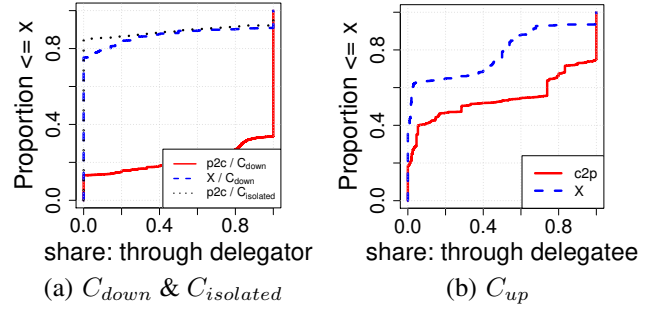 Proportion <= x
0.0
0.4
0.8
0.0
0.4
0.8
p2c / C_down
X / C_down
p2c / C_isolated
share: through delegator
(a) C_down & C_isolated
Proportion <= x
0.0
0.4
0.8
0.0
0.4
0.8
c2p
X
share: through delegatee
(b) C_up